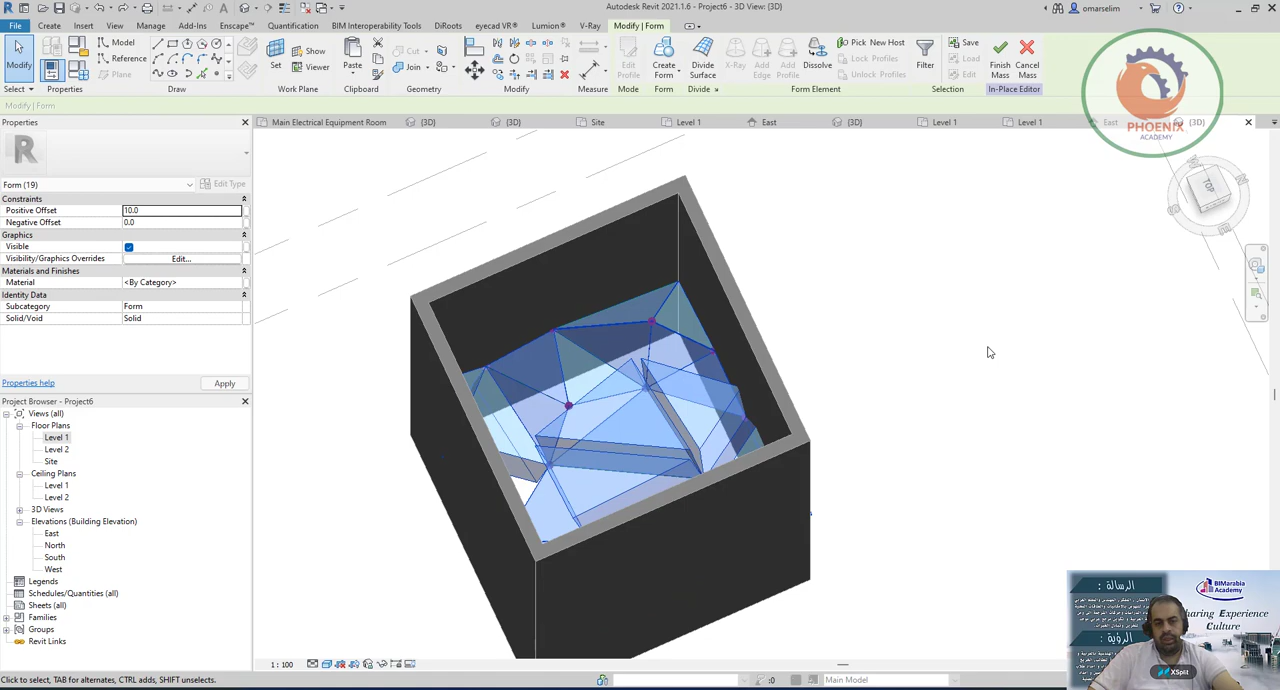 Autodesk Revit 2021.1.6 - Project6 - 3D View: {3D}
omarselim
File Create Insert View Manage Add-Ins Enscape™ Quantification BIM Interoperability Tools DiRoots eyecad VR® Lumion® V-Ray Modify | Form
Modify
Model
Reference
Plane
Set
Show
Viewer
Paste
Cut
Join
Edit Profile
Create Form
Divide Surface
X-Ray
Add Edge
Add Profile
Dissolve
Pick New Host
Lock Profiles
Unlock Profiles
Filter
Save
Load
Edit
Finish Mass
Cancel Mass
Select Properties Draw Work Plane Clipboard Geometry Modify Measure Mode Form Divide Form Element Selection In-Place Editor
Modify | Form
PHOENIX
ACADEMY
Properties
Main Electrical Equipment Room {3D} {3D} Site Level 1 East {3D} Level 1 Level 1 East {3D}
R
TOP
Form (19) Edit Type
Constraints
Positive Offset 10.0
Negative Offset 0.0
Graphics
Visible
Visibility/Graphics Overrides Edit...
Materials and Finishes
Material <By Category>
Identity Data
Subcategory Form
Solid/Void Solid
Properties help Apply
Project Browser - Project6
Views (all)
Floor Plans
Level 1
Level 2
Site
Ceiling Plans
Level 1
Level 2
3D Views
Elevations (Building Elevation)
East
North
South
West
Legends
Schedules/Quantities (all)
Sheets (all)
Families
Groups
Revit Links
1 : 100
Click to select, TAB for alternates, CTRL adds, SHIFT unselects.
:0
Main Model
الرسالة :
الرؤية :
BIMarabia
Academy
Sharing Experience
Culture
XSplit